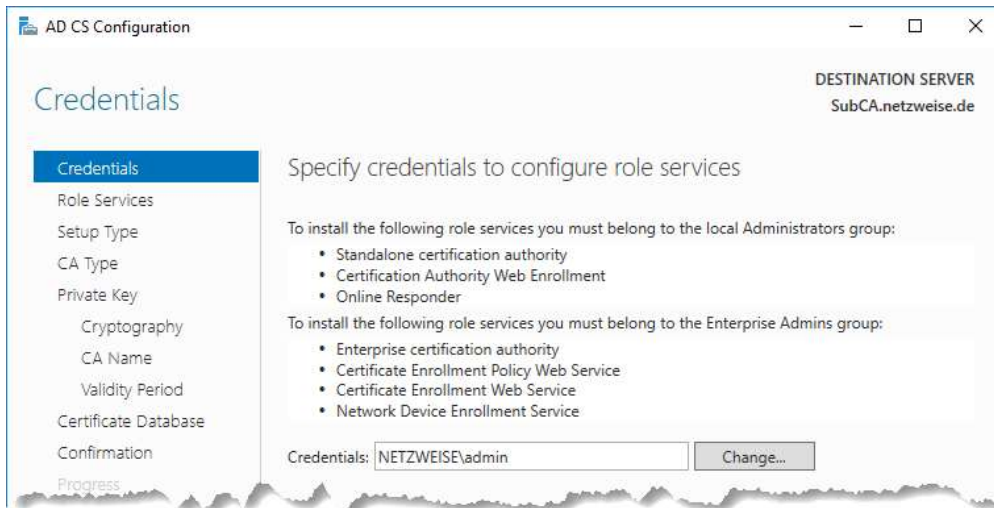 AD CS Configuration
Credentials
DESTINATION SERVER
SubCA.netzweise.de
Credentials
Role Services
Setup Type
CA Type
Private Key
Cryptography
CA Name
Validity Period
Certificate Database
Confirmation
Progress
Specify credentials to configure role services
To install the following role services you must belong to the local Administrators group:
• Standalone certification authority
• Certification Authority Web Enrollment
• Online Responder
To install the following role services you must belong to the Enterprise Admins group:
• Enterprise certification authority
• Certificate Enrollment Policy Web Service
• Certificate Enrollment Web Service
• Network Device Enrollment Service
Credentials: NETZWEISE\admin Change...